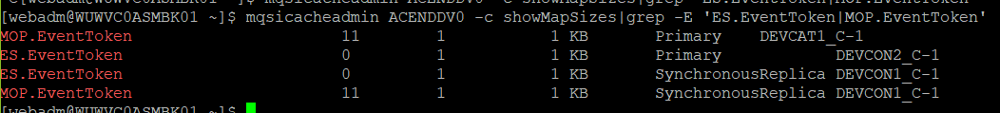 [webadm@WUWVC0ASMBK01 ]$ mqsicacheadmin ACENDDV0 -c showMapSizes|grep -E 'ES.EventToken|MOP.EventToken'
[webadm@WUWVC0ASMBK01 ]$ mqsicacheadmin ACENDDV0 -c showMapSizes|grep -E 'ES.EventToken|MOP.EventToken'
MOP.EventToken 11 1 1 KB Primary DEVCAT1_C-1
ES.EventToken 0 1 1 KB Primary DEVCON2_C-1
ES.EventToken 0 1 1 KB SynchronousReplica DEVCON1_C-1
MOP.EventToken 11 1 1 KB SynchronousReplica DEVCON1_C-1
[webadm@WUWVC0ASMBK01 ]$